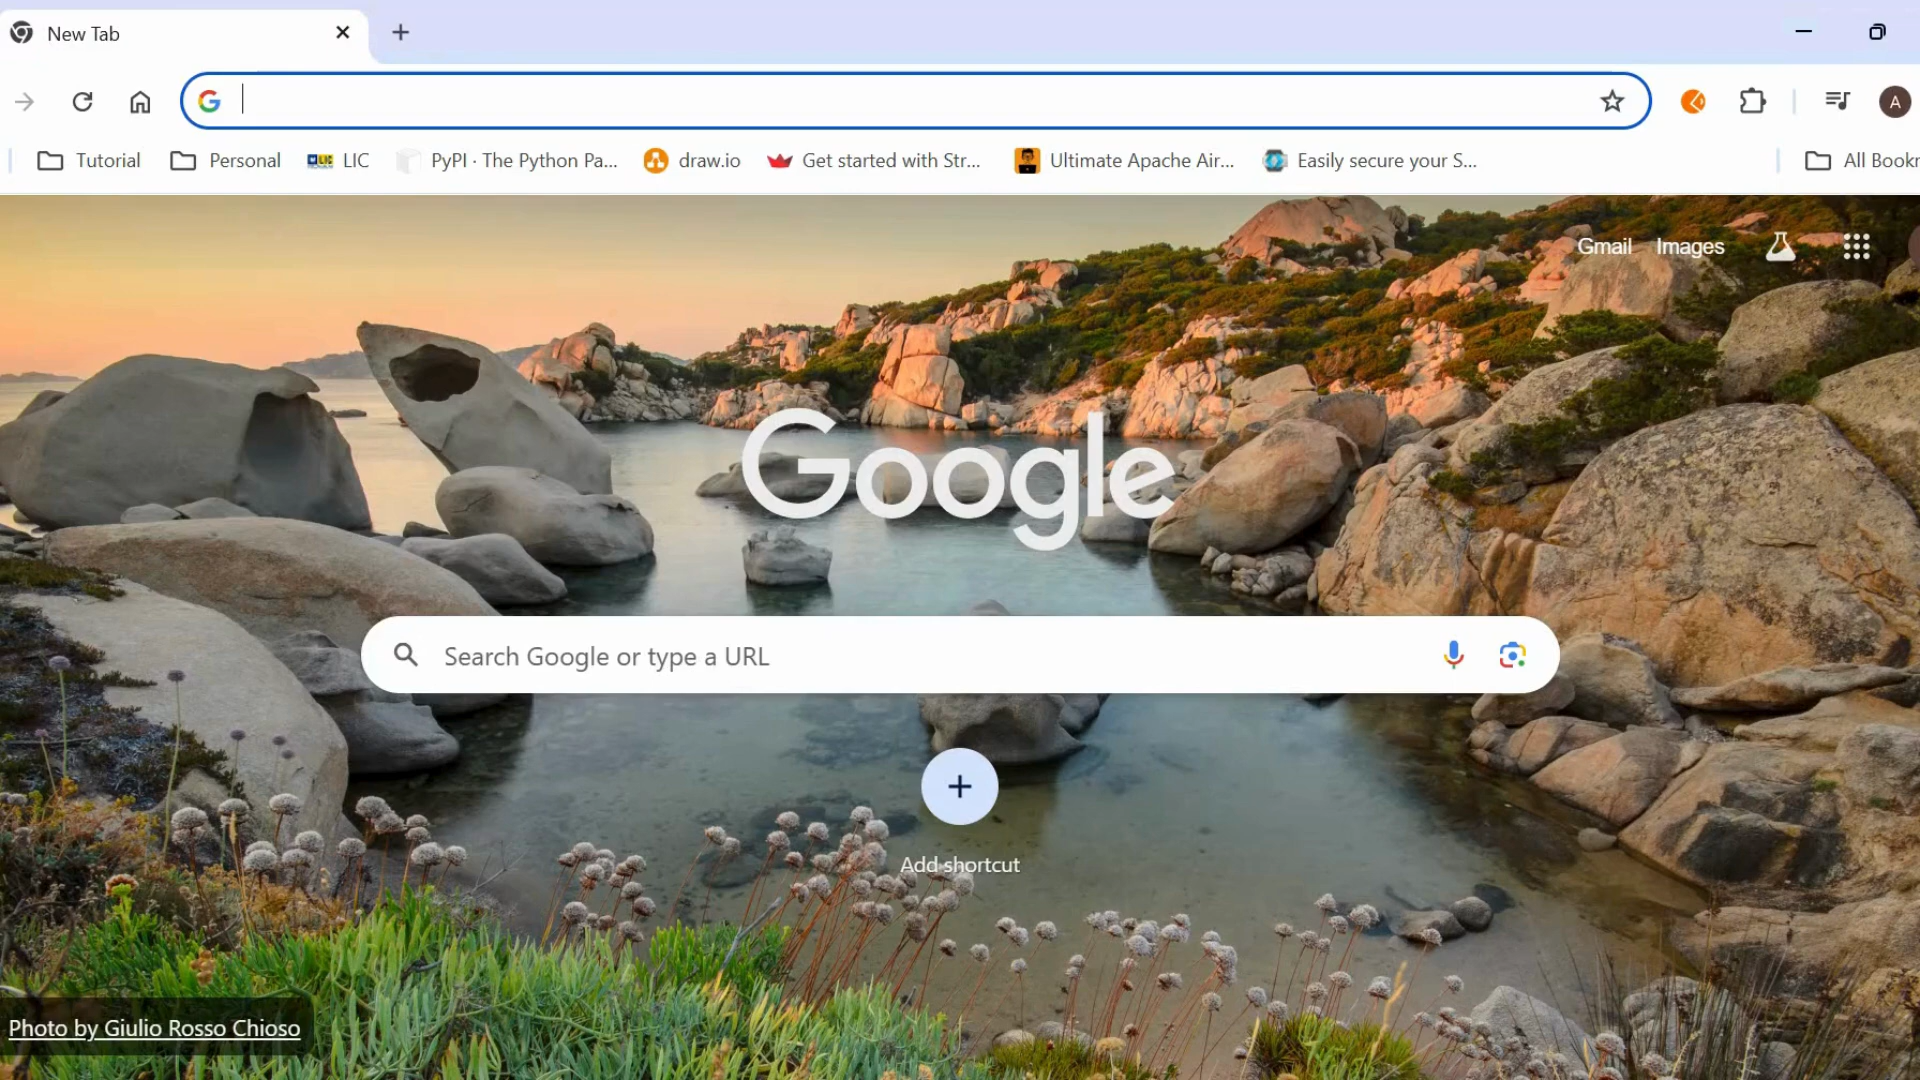 New Tab
Tutorial Personal LIC PyPI · The Python Pa... draw.io Get started with Str... Ultimate Apache Air... Easily secure your S... All Bookr
A
Gmail Images
Google
Search Google or type a URL
Add shortcut
Photo by Giulio Rosso Chioso